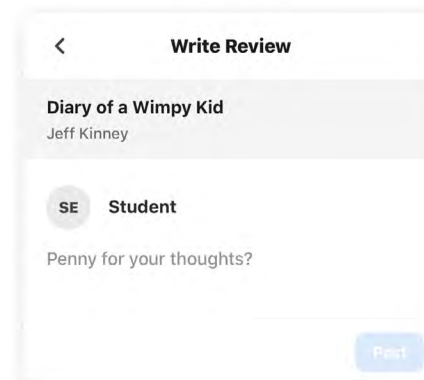 Write Review
Diary of a Wimpy Kid
Jeff Kinney
SE Student
Penny for your thoughts?
Post